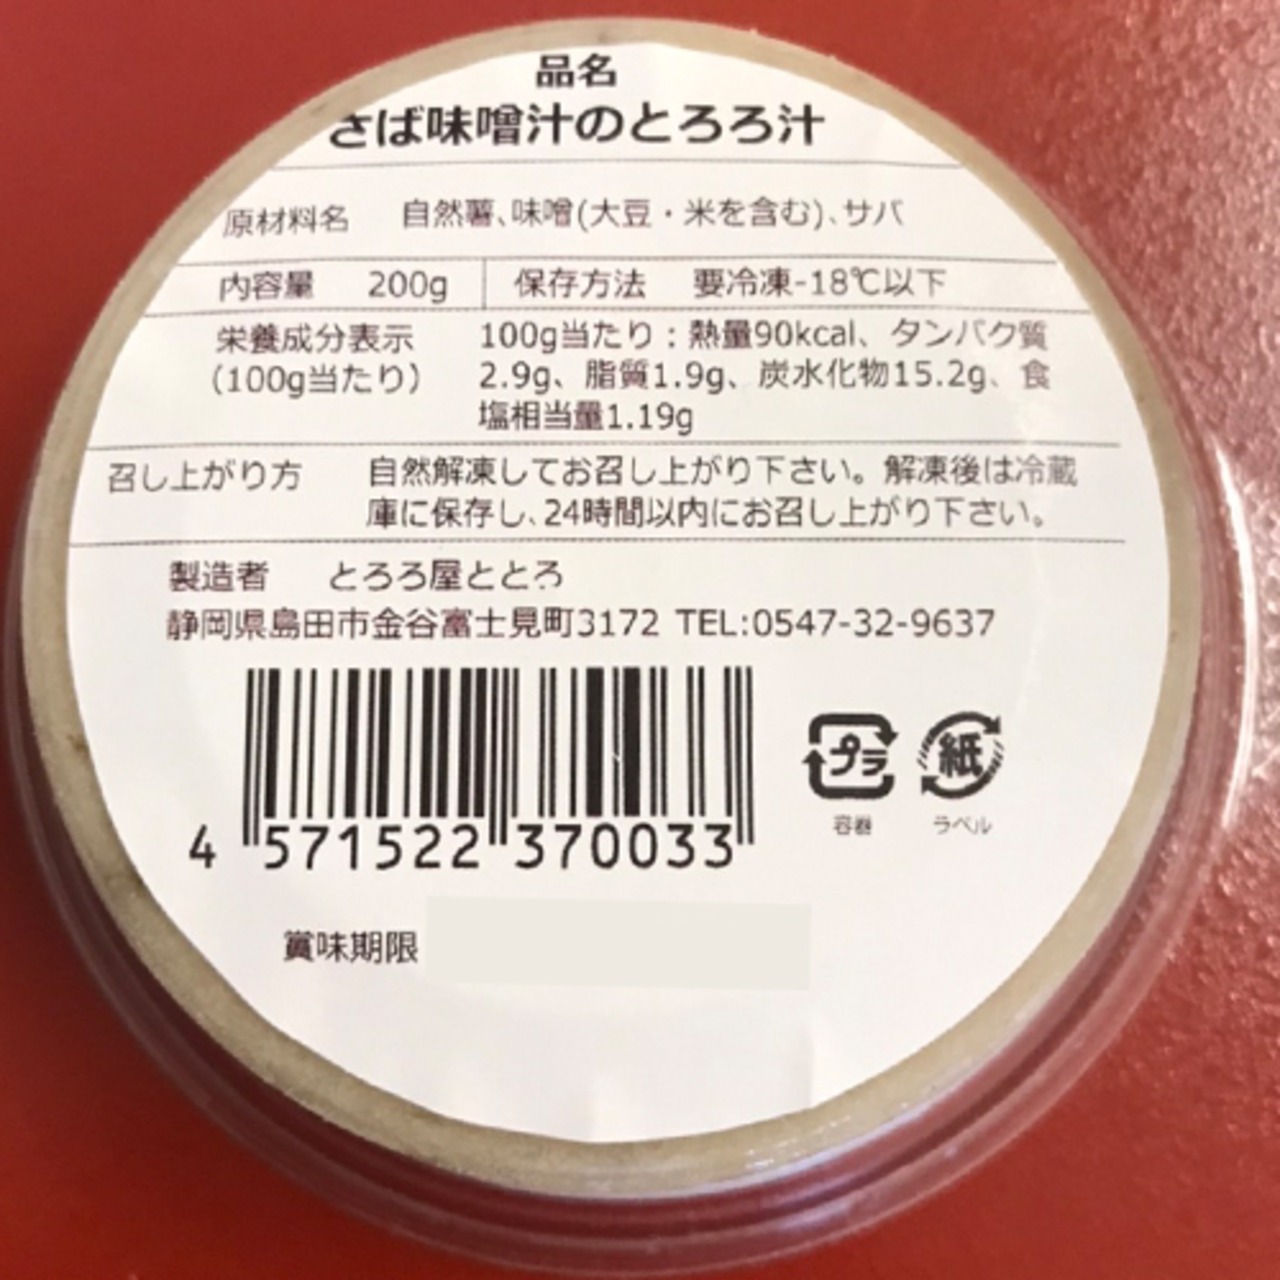 品名
さば味噌汁のとろろ汁
原材料名 自然薯、味噌(大豆・米を含む)、サバ
内容量 200g 保存方法 要冷凍-18℃以下
栄養成分表示 100g当たり:熱量90kcal、タンパク質
(100g当たり) 2.9g、脂質1.9g、炭水化物15.2g、食
塩相当量1.19g
召し上がり方 自然解凍してお召し上がり下さい。解凍後は冷蔵
庫に保存し、24時間以内にお召し上がり下さい。
製造者 とろろ屋ととろ
静岡県島田市金谷富士見町3172 TEL:0547-32-9637
プラ 紙
容器 ラベル
4 571522 370033
賞味期限